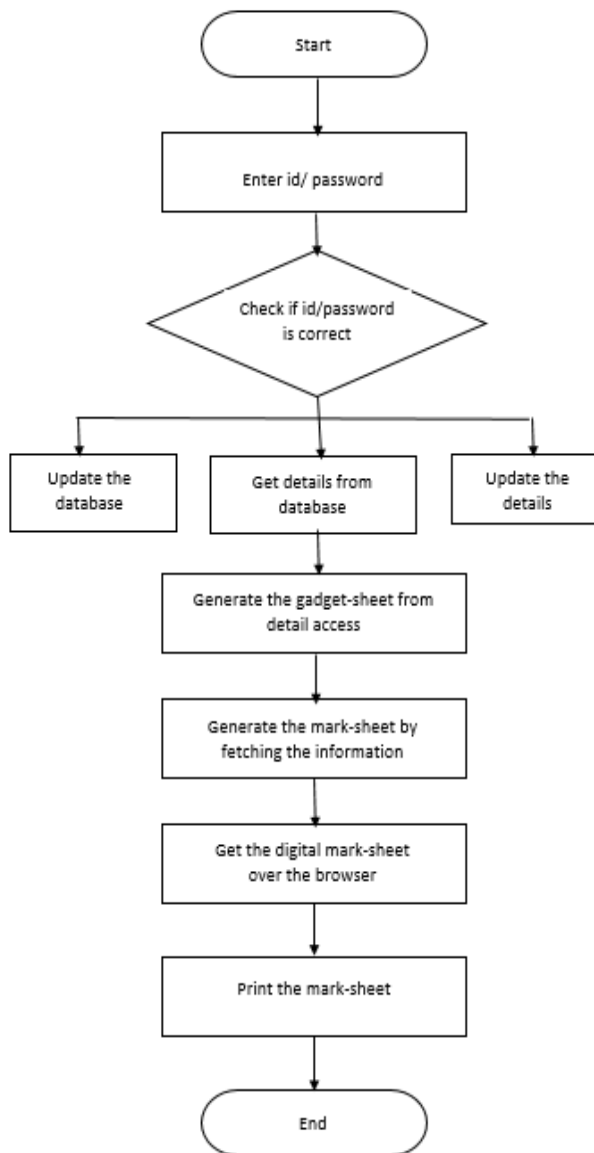 Start
Enter id/ password
Check if id/password
is correct
Update the
database
Get details from
database
Update the
details
Generate the gadget-sheet from
detail access
Generate the mark-sheet by
fetching the information
Get the digital mark-sheet
over the browser
Print the mark-sheet
End